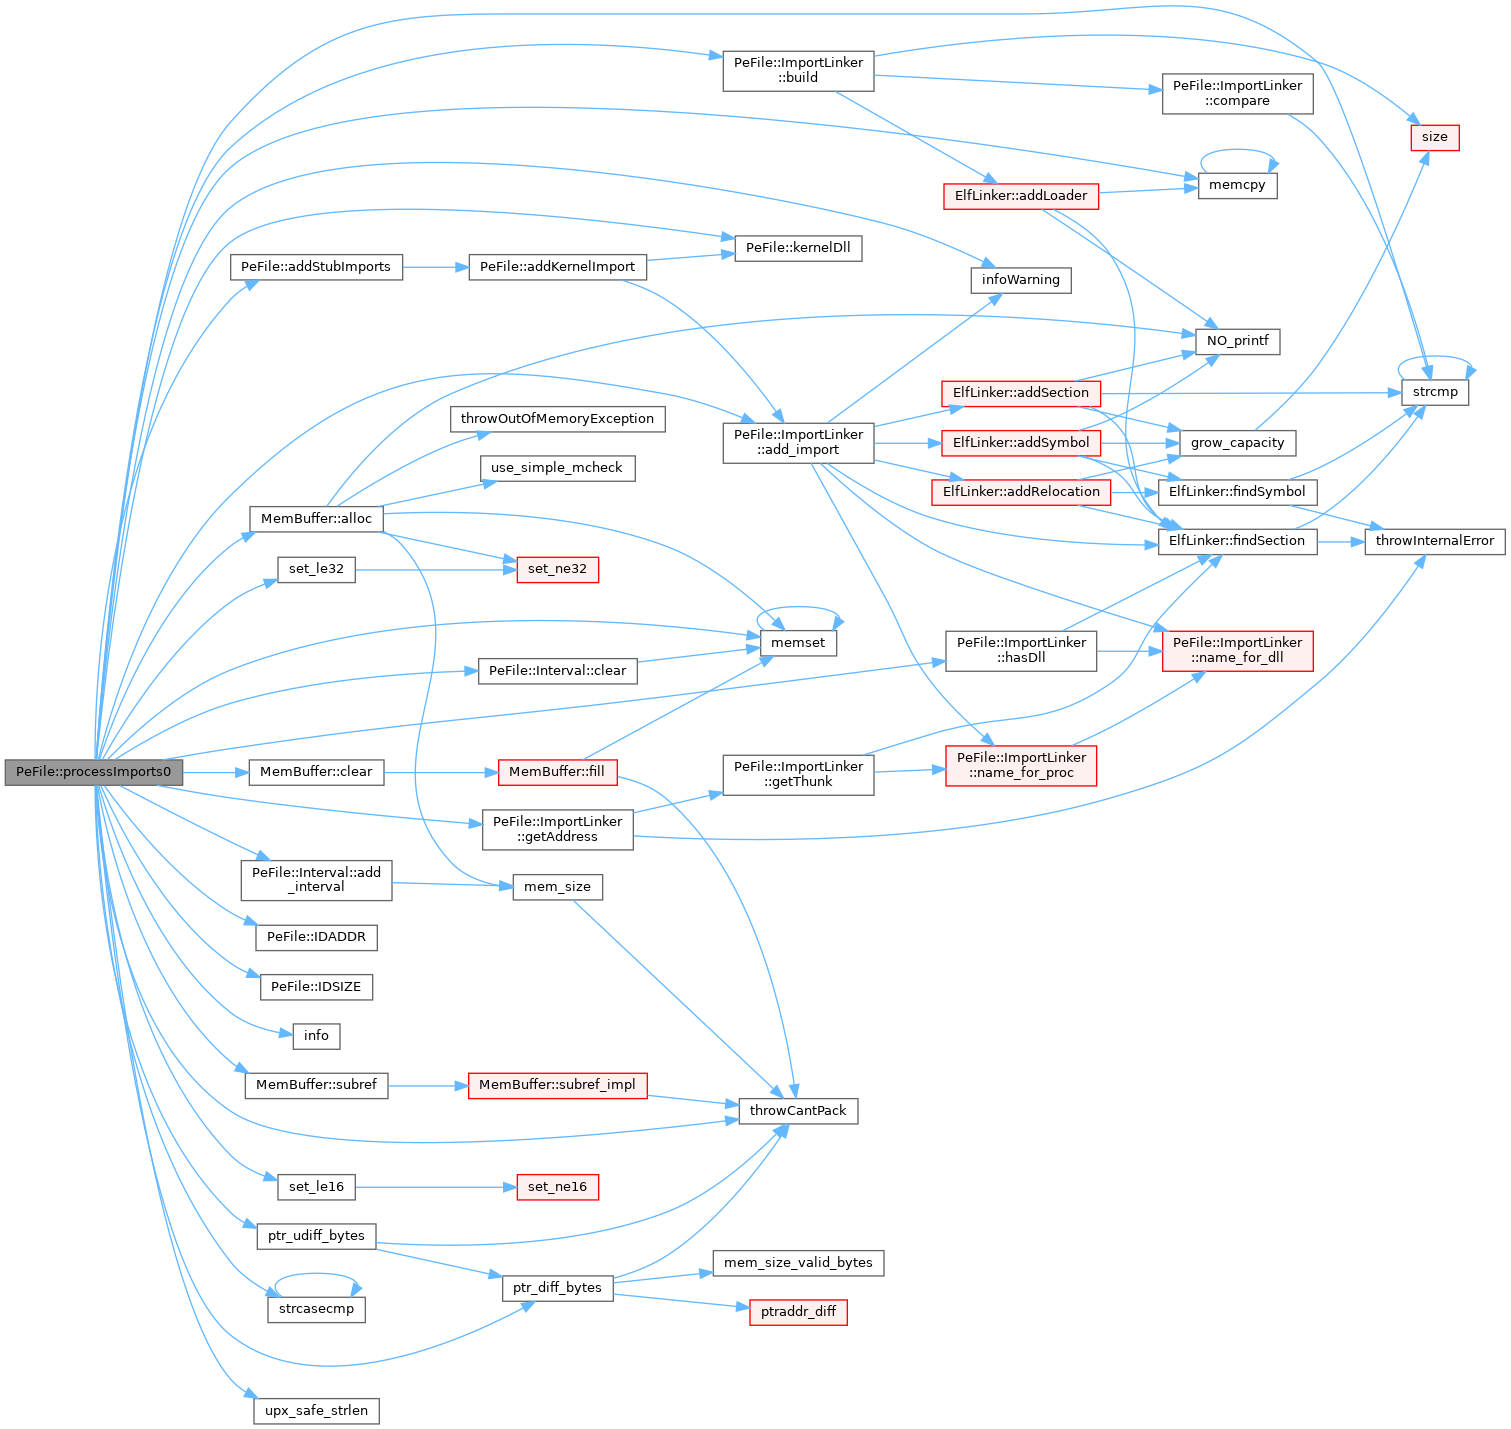 PeFile::ImportLinker
::build
PeFile::ImportLinker
::compare
size
memcpy
ElfLinker::addLoader
PeFile::kernelDll
PeFile::addStubImports
PeFile::addKernelImport
infoWarning
NO_printf
strcmp
ElfLinker::addSection
throwOutOfMemoryException
PeFile::ImportLinker
::add_import
ElfLinker::addSymbol
grow_capacity
use_simple_mcheck
ElfLinker::addRelocation
ElfLinker::findSymbol
MemBuffer::alloc
ElfLinker::findSection
throwInternalError
set_le32
set_ne32
memset
PeFile::ImportLinker
::hasDll
PeFile::ImportLinker
::name_for_dll
PeFile::Interval::clear
PeFile::processImports0
MemBuffer::clear
MemBuffer::fill
PeFile::ImportLinker
::getThunk
PeFile::ImportLinker
::name_for_proc
PeFile::ImportLinker
::getAddress
PeFile::Interval::add
_interval
mem_size
PeFile::IDADDR
PeFile::IDSIZE
info
MemBuffer::subref
MemBuffer::subref_impl
throwCantPack
set_le16
set_ne16
ptr_udiff_bytes
mem_size_valid_bytes
ptr_diff_bytes
strcasecmp
ptraddr_diff
upx_safe_strlen